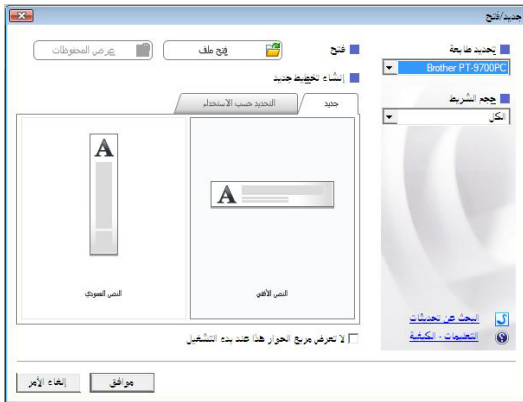 جديد/فتح
تحديد طابعة
Brother PT-9700PC
حجم الشريط
الكل
البحث عن تحديثات
التعليمات - الكيفية
فتح
فتح ملف
عرض المحفوظات
إنشاء تخطيط جديد
جديد
التحديد حسب الاستخدام
A
النص الأفقي
A
النص العمودي
لا تعرض مربع الحوار هذا عند بدء التشغيل
موافق
إلغاء الأمر